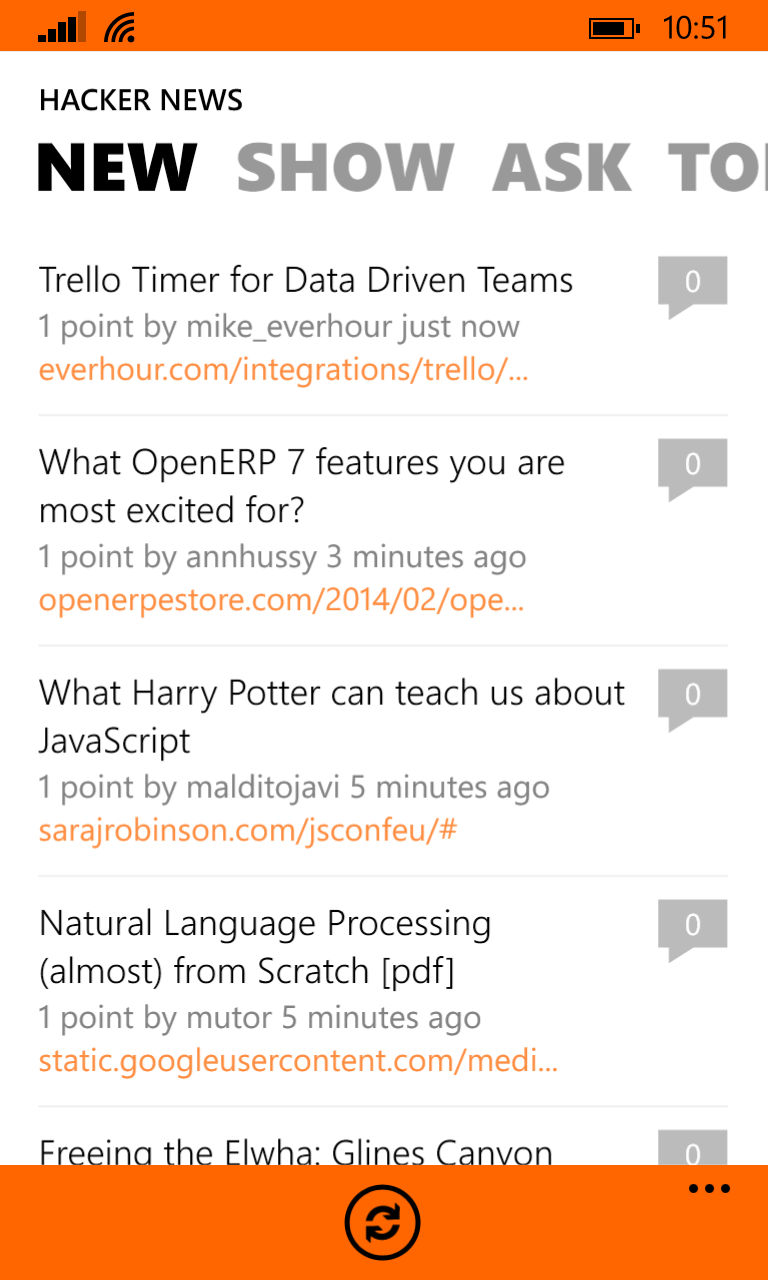 10:51
HACKER NEWS
NEW SHOW ASK
Trello Timer for Data Driven Teams
0
1 point by mike_everhour just now
everhour.com/integrations/trello/...
What OpenERP 7 features you are
0
most excited for?
1 point by annhussy 3 minutes ago
openerpestore.com/2014/02/ope...
What Harry Potter can teach us about
0
JavaScript
1 point by malditojavi 5 minutes ago
sarajrobinson.com/jsconfeu/#
Natural Language Processing
0
(almost) from Scratch [pdf]
1 point by mutor 5 minutes ago
static.googleusercontent.com/medi...
Freeing the Elwha: Glines Canyon
0